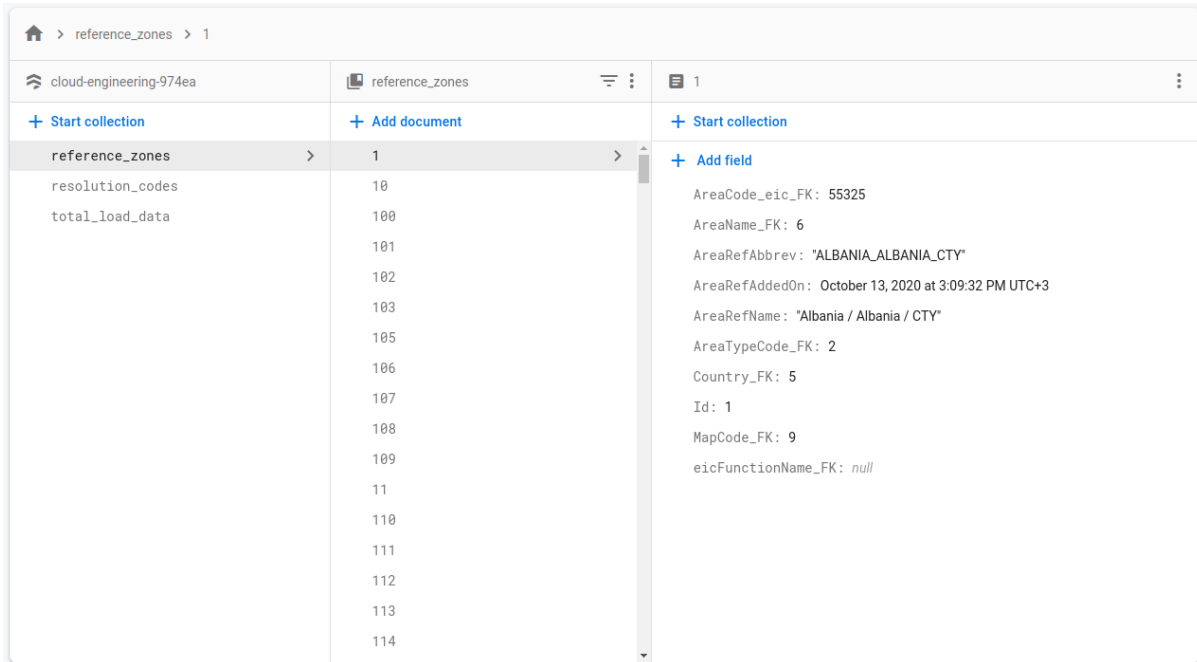 reference_zones > 1
cloud-engineering-974ea
+ Start collection
reference_zones
resolution_codes
total_load_data
reference_zones
+ Add document
1
10
100
101
102
103
105
106
107
108
109
11
110
111
112
113
114
1
+ Start collection
+ Add field
AreaCode_eic_FK: 55325
AreaName_FK: 6
AreaRefAbbrev: "ALBANIA_ALBANIA_CTY"
AreaRefAddedOn: October 13, 2020 at 3:09:32 PM UTC+3
AreaRefName: "Albania / Albania / CTY"
AreaTypeCode_FK: 2
Country_FK: 5
Id: 1
MapCode_FK: 9
eicFunctionName_FK: null